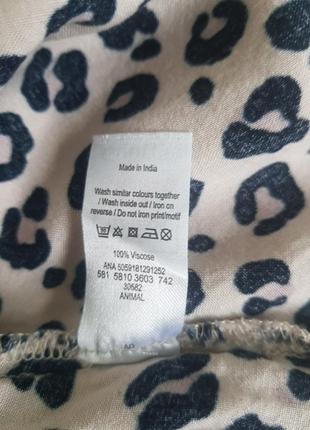 Made in India
Wash similar colours together
/ Wash inside out / Iron on
reverse / Do not iron print/motif
100% Viscose
ANA 5059181291252
581 5810 3603 742
30682
ANIMAL